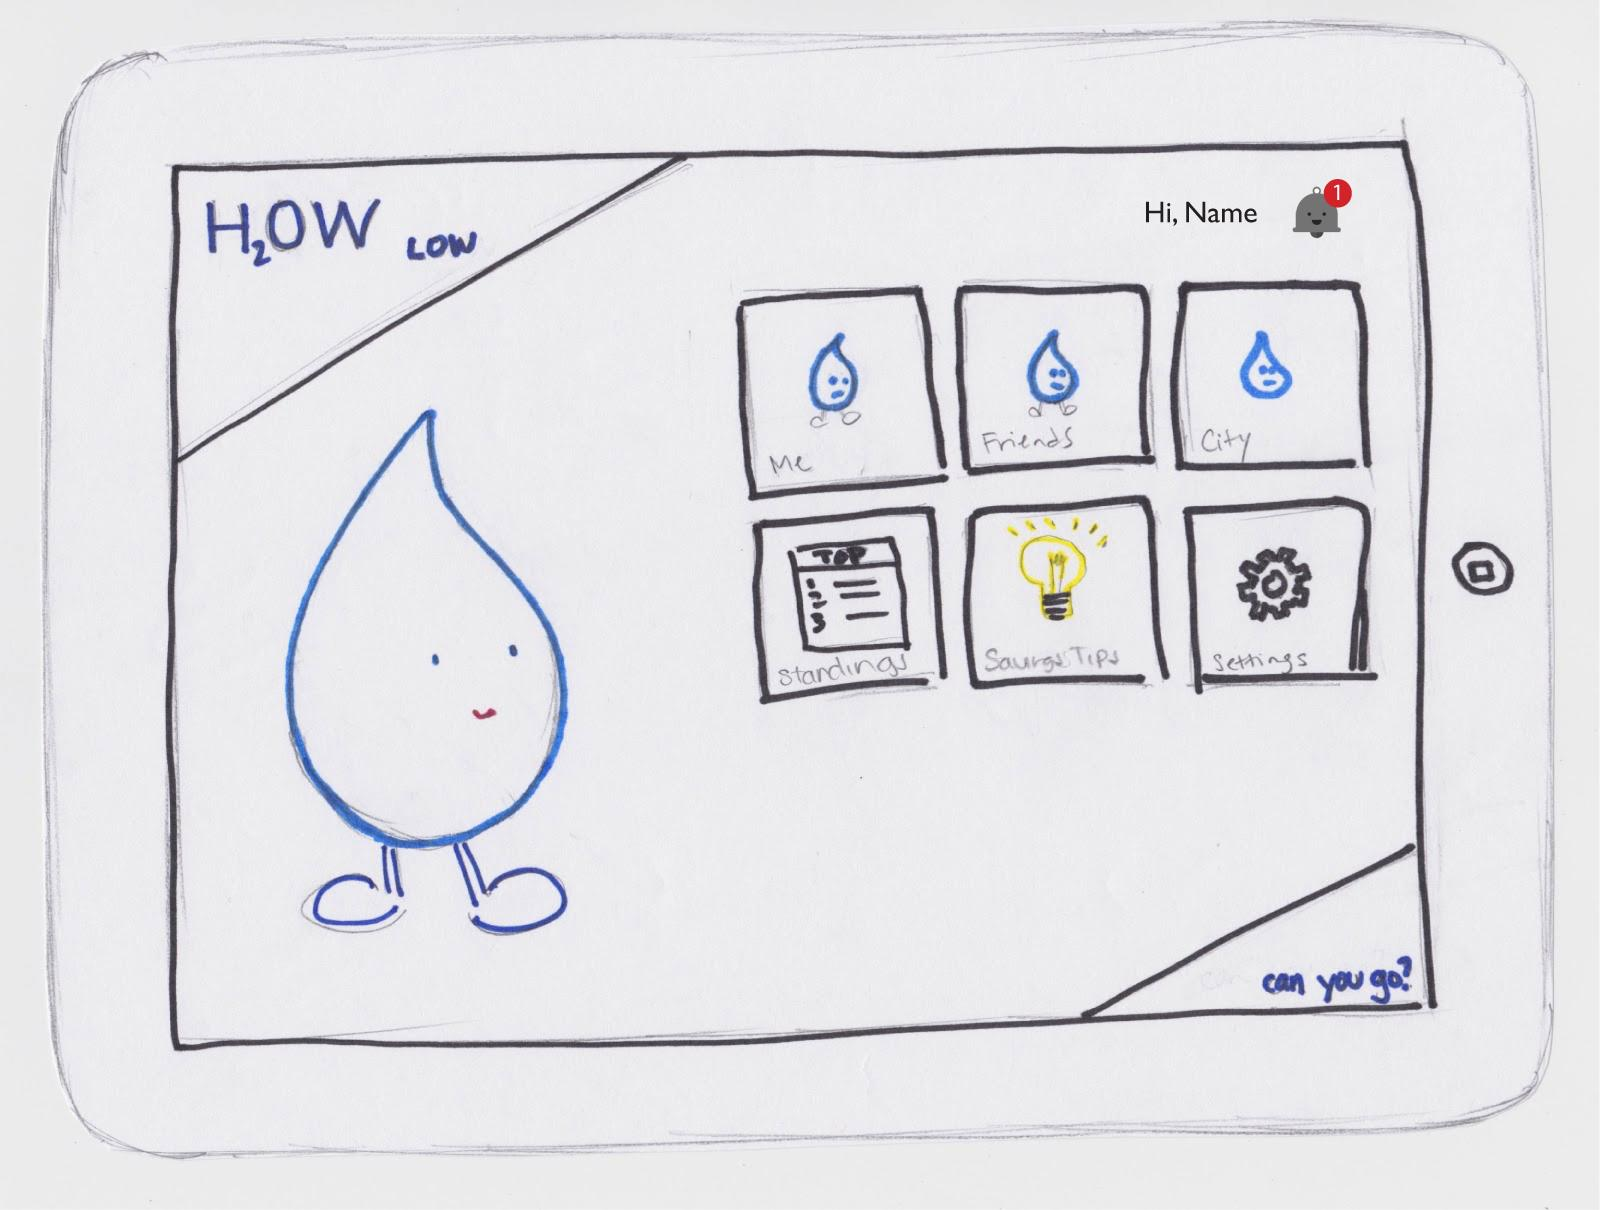 H2OW LOW
Hi, Name
1
Me
Friends
City
TOP
1
2
3
Standings
Savings Tips
Settings
can you go?